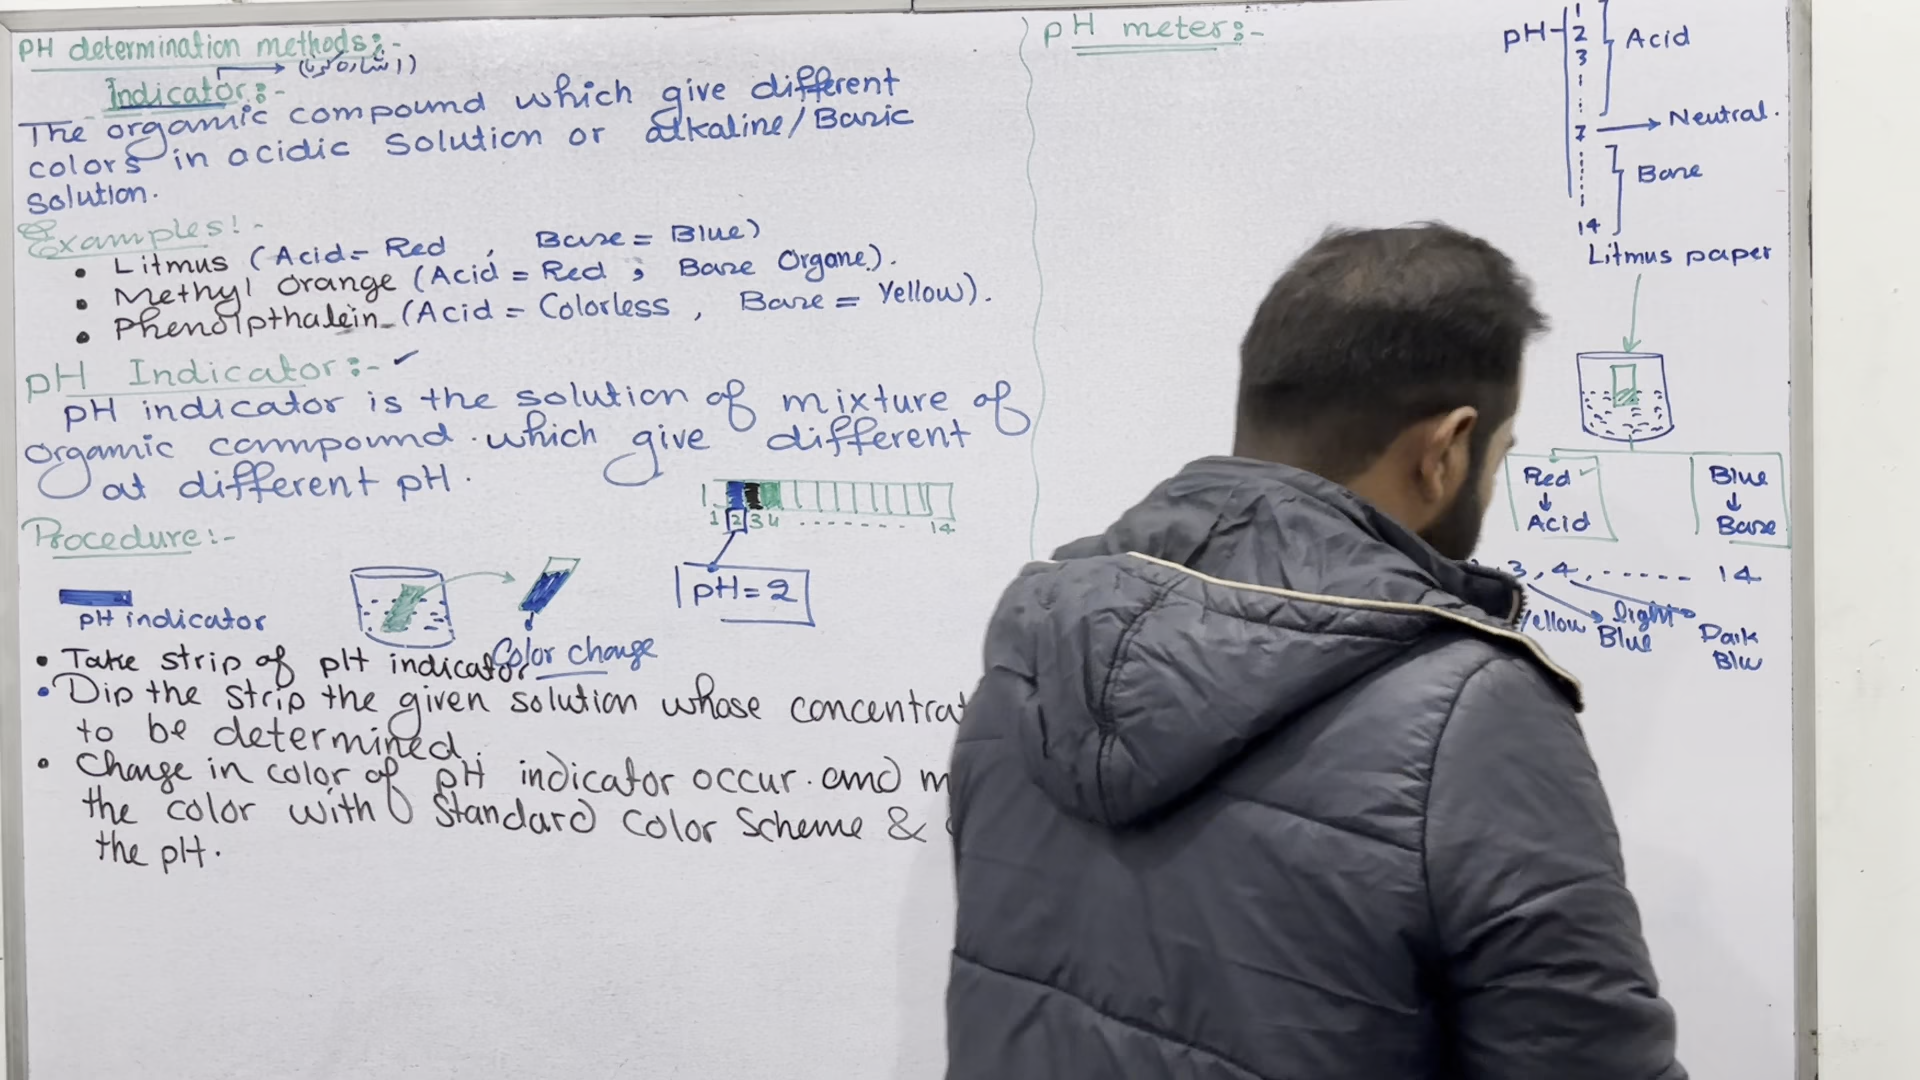 PH determination methods:-
(اشارہ کرنا)
Indicator:-
The orgamic compound which give different
colors in acidic Solution or alkaline/Basic
solution.
Examples:-
• Litmus (Acid= Red , Base = Blue)
• Methyl orange (Acid = Red ; Base Organe).
• Phenolpthalein (Acid = Colorless , Base = Yellow).
pH Indicator:-
pH indicator is the solution of mixture of
orgamic compound which give different
at different pH.
1 2 3 4 -------- 14
Procedure:-
pH = 2
pH indicator
Color change
• Take strip of pH indicator
• Dip the strip the given solution whose concentrat
to be determined.
• Change in color of pH indicator occur. and m
the color with Standard Color Scheme &
the pH.
pH meter:-
pH
1
2
3
Acid
7 Neutral.
Base
14
Litmus paper
Red
Acid
Blue
Base
3, 4, ------ 14
Yellow
light
Blue
Dark
Blu